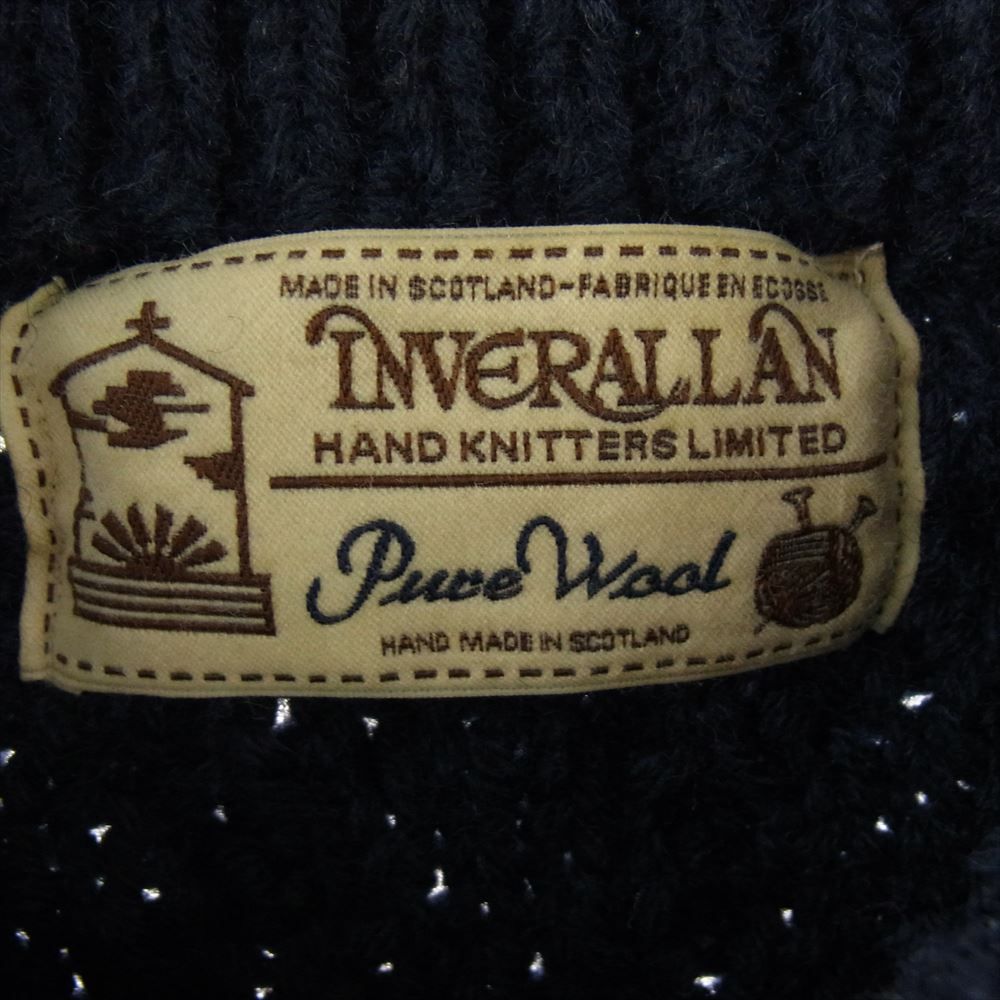 MADE IN SCOTLAND-FABRIQUE EN ECOSSE
INVERALLAN
HAND KNITTERS LIMITED
Pure Wool
HAND MADE IN SCOTLAND